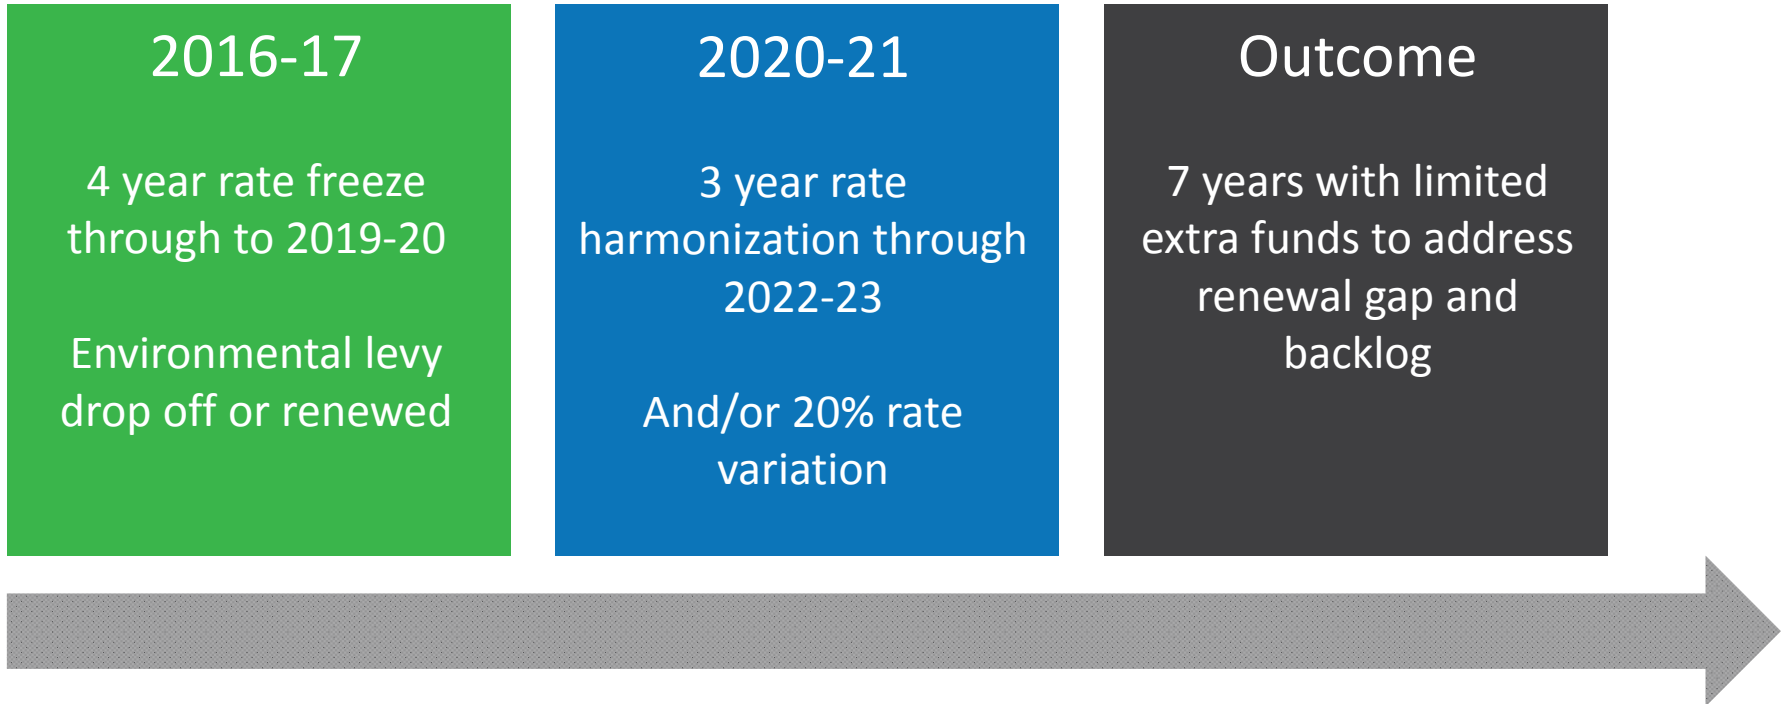 2016-17
4 year rate freeze
through to 2019-20
Environmental levy
drop off or renewed
2020-21
3 year rate
harmonization through
2022-23
And/or 20% rate
variation
Outcome
7 years with limited
extra funds to address
renewal gap and
backlog